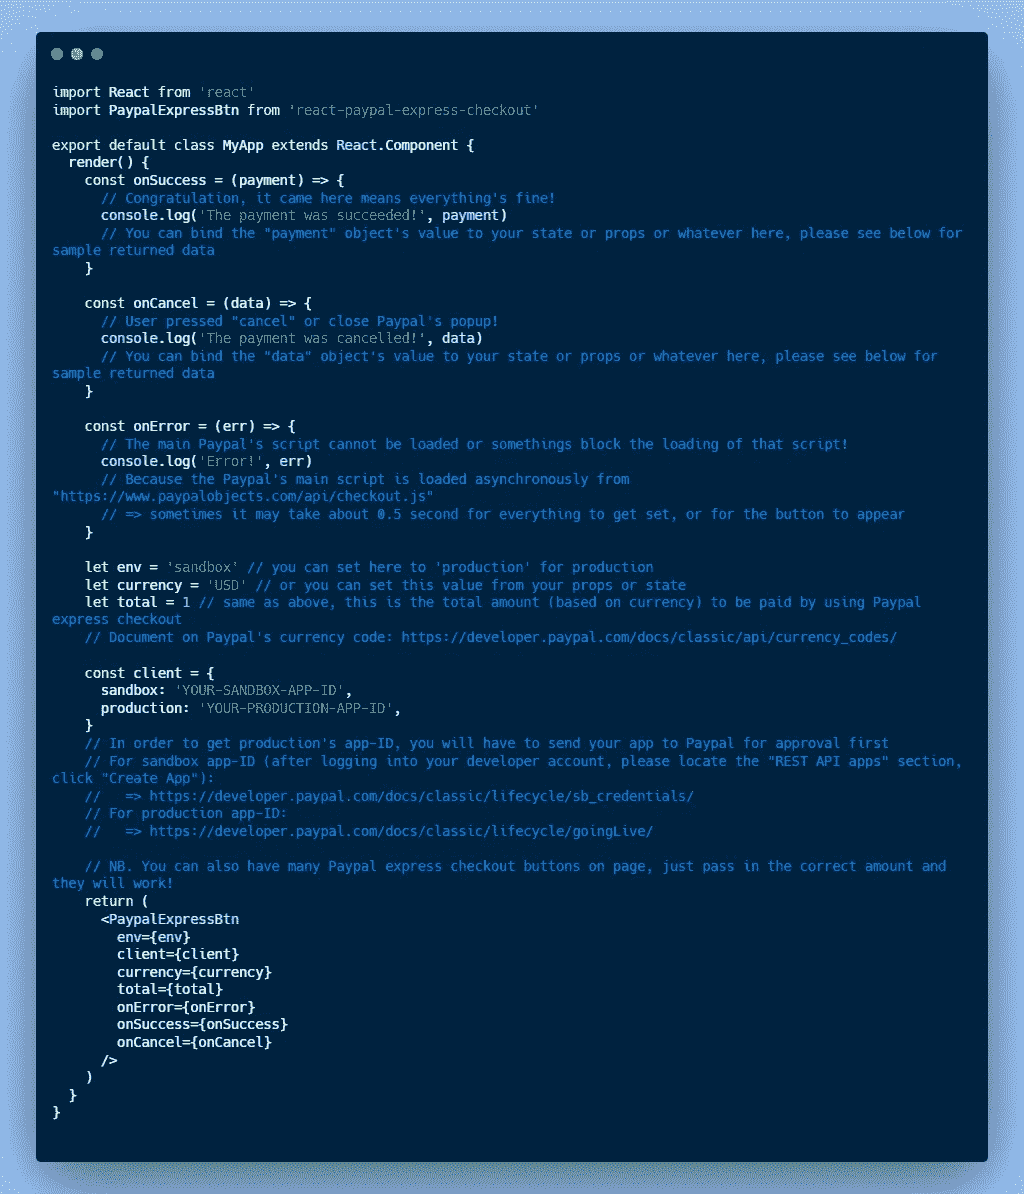 import React from 'react'
import PaypalExpressBtn from 'react-paypal-express-checkout'
export default class MyApp extends React.Component {
render() {
const onSuccess = (payment) => {
// Congratulation, it came here means everything's fine!
console.log('The payment was succeeded!', payment)
// You can bind the "payment" object's value to your state or props or whatever here, please see below for
sample returned data
}
const onCancel = (data) => {
// User pressed "cancel" or close Paypal's popup!
console.log('The payment was cancelled!', data)
// You can bind the "data" object's value to your state or props or whatever here, please see below for
sample returned data
}
const onError = (err) => {
// The main Paypal's script cannot be loaded or somethings block the loading of that script!
console.log('Error!', err)
// Because the Paypal's main script is loaded asynchronously from
"https://www.paypalobjects.com/api/checkout.js"
// => sometimes it may take about 0.5 second for everything to get set, or for the button to appear
}
let env = 'sandbox' // you can set here to 'production' for production
let currency = 'USD' // or you can set this value from your props or state
let total = 1 // same as above, this is the total amount (based on currency) to be paid by using Paypal
express checkout
// Document on Paypal's currency code: https://developer.paypal.com/docs/classic/api/currency_codes/
const client = {
sandbox: 'YOUR-SANDBOX-APP-ID',
production: 'YOUR-PRODUCTION-APP-ID',
}
// In order to get production's app-ID, you will have to send your app to Paypal for approval first
// For sandbox app-ID (after logging into your developer account, please locate the "REST API apps" section,
click "Create App"):
// => https://developer.paypal.com/docs/classic/lifecycle/sb_credentials/
// For production app-ID:
// => https://developer.paypal.com/docs/classic/lifecycle/goingLive/
// NB. You can also have many Paypal express checkout buttons on page, just pass in the correct amount and
they will work!
return (
<PaypalExpressBtn
env={env}
client={client}
currency={currency}
total={total}
onError={onError}
onSuccess={onSuccess}
onCancel={onCancel}
/>
)
}
}